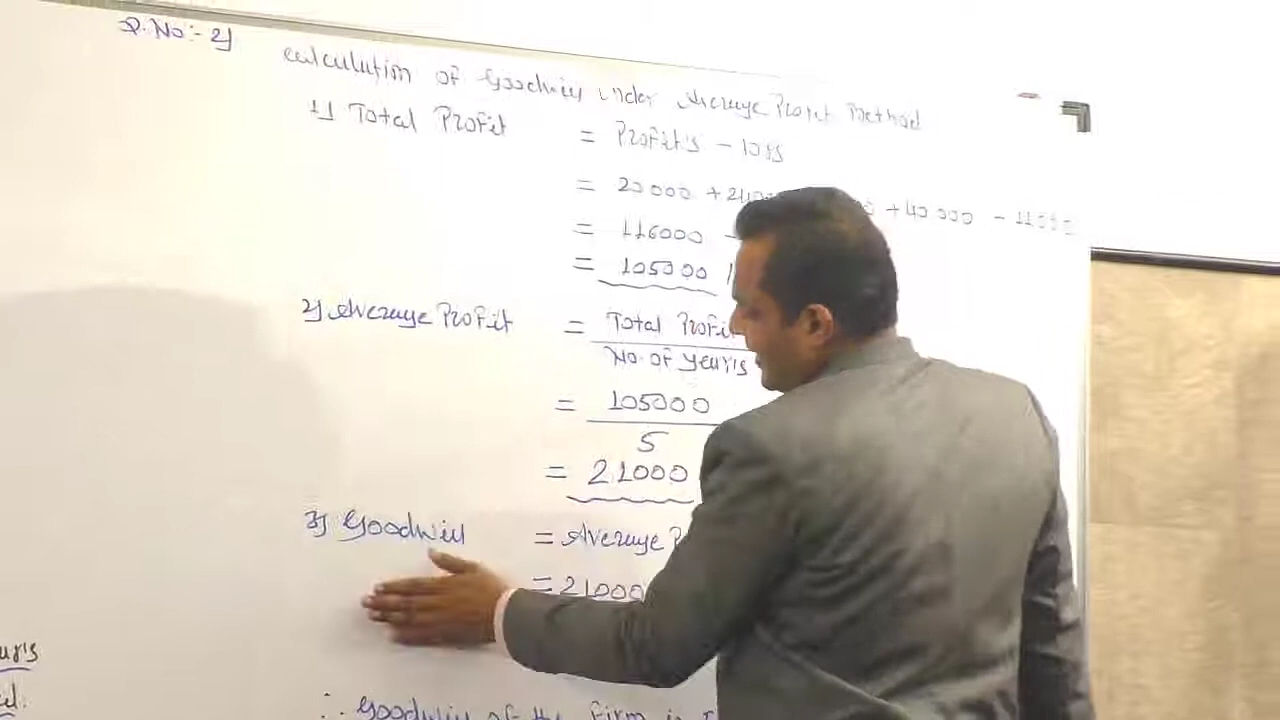 Q.No:- 2)
calculation of Goodwill under Average Profit Method
1) Total Profit = Profit's - loss
= 20000 + 24000 + 40000 - 11000
= 116000 -
= 105000
2) Average Profit = Total Profit
No. of year's
= 105000
5
= 21000
3) Goodwill = Average
= 21000
∴ Goodwill of the firm is